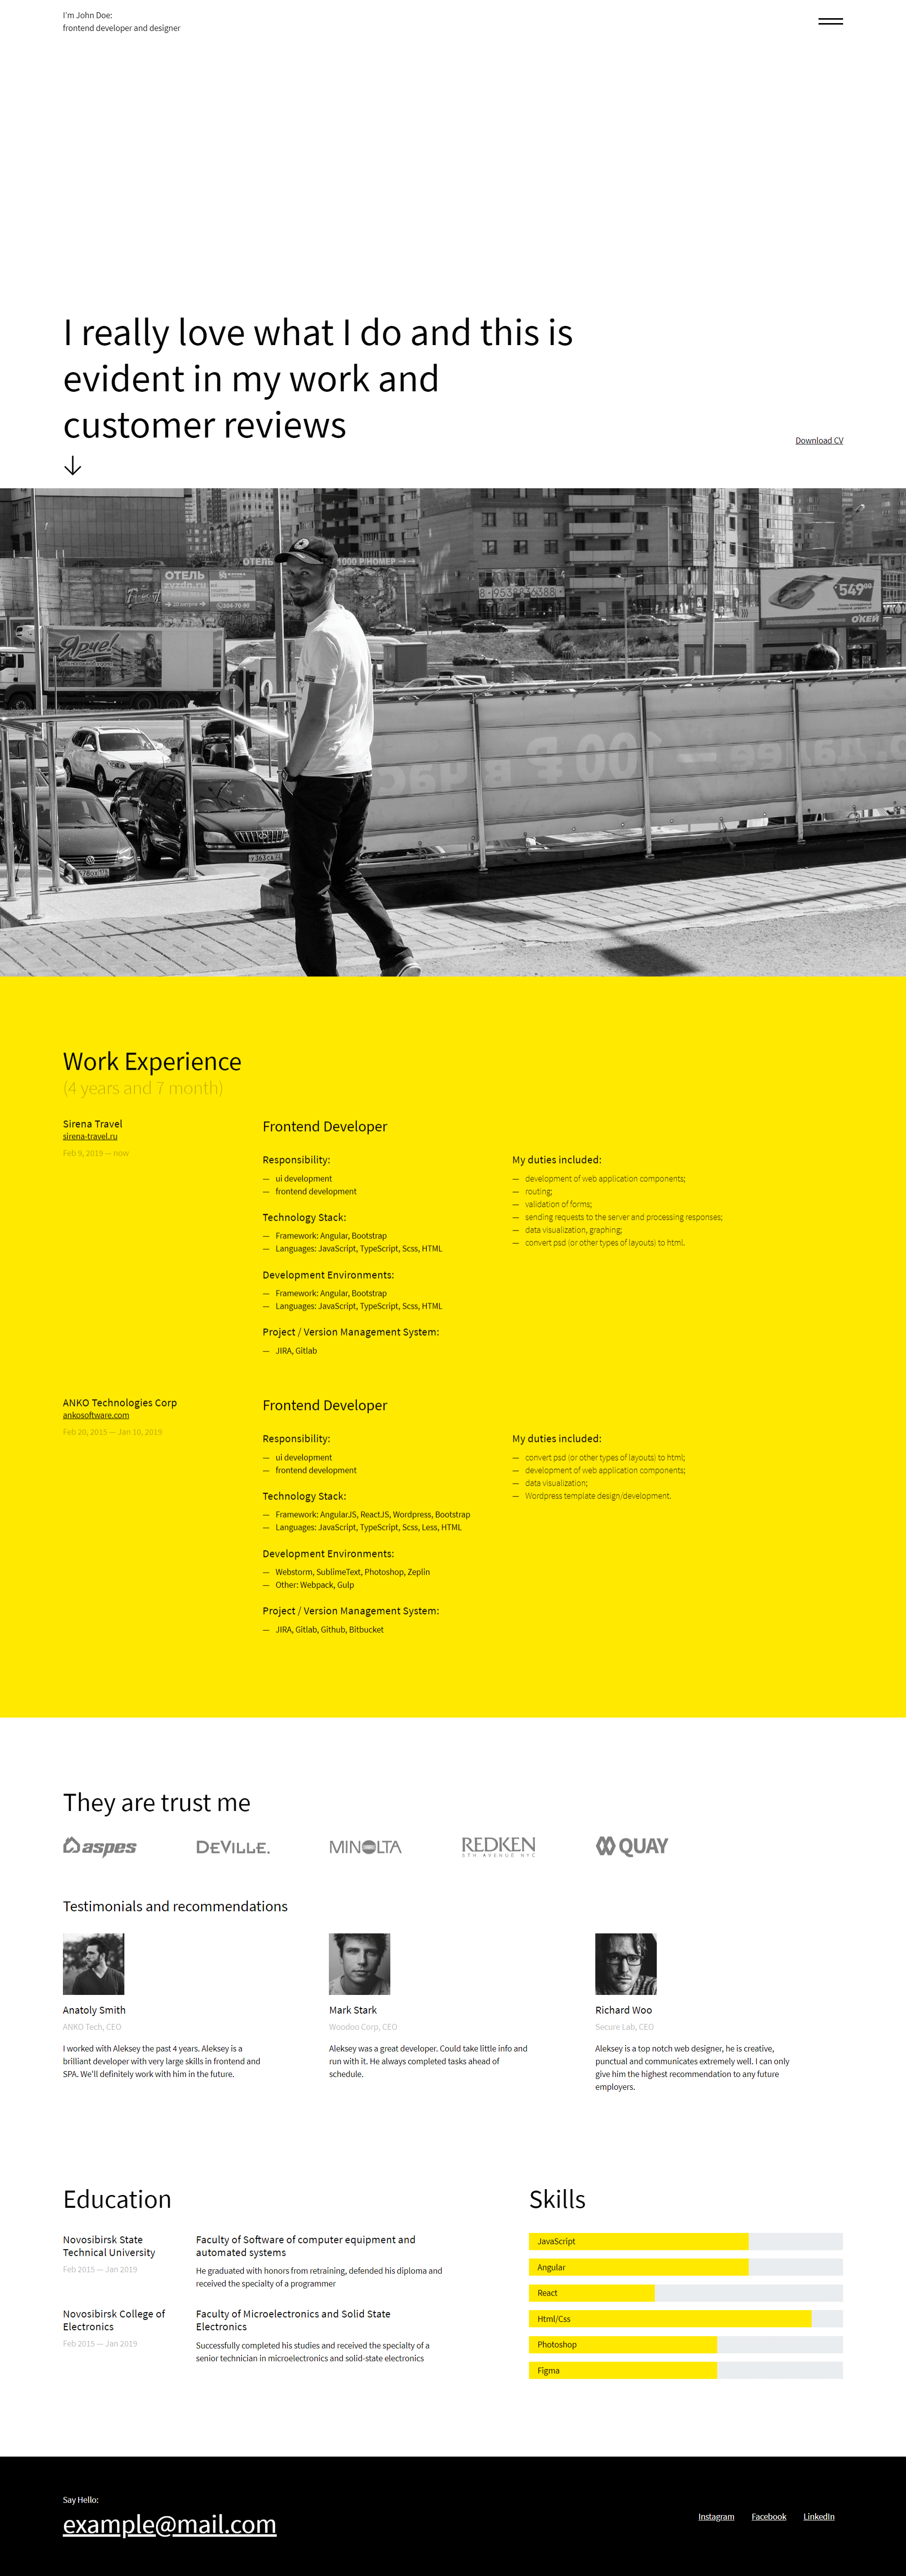 I'm John Doe:
frontend developer and designer
I really love what I do and this is
evident in my work and
customer reviews
Download CV
ОТЕЛЬ
zvzdn.ru
ОТЕЛЬ
1000 Р/НОМЕР →→
8-9538836388
549
О'КЕЙ
Ярче!
Work Experience
(4 years and 7 month)
Sirena Travel
sirena-travel.ru
Feb 9, 2019 — now
Frontend Developer
Responsibility:
— ui development
— frontend development
Technology Stack:
— Framework: Angular, Bootstrap
— Languages: JavaScript, TypeScript, Scss, HTML
Development Environments:
— Framework: Angular, Bootstrap
— Languages: JavaScript, TypeScript, Scss, HTML
Project / Version Management System:
— JIRA, Gitlab
My duties included:
— development of web application components;
— routing;
— validation of forms;
— sending requests to the server and processing responses;
— data visualization, graphing;
— convert psd (or other types of layouts) to html.
ANKO Technologies Corp
ankosoftware.com
Feb 20, 2015 — Jan 10, 2019
Frontend Developer
Responsibility:
— ui development
— frontend development
Technology Stack:
— Framework: AngularJS, ReactJS, Wordpress, Bootstrap
— Languages: JavaScript, TypeScript, Scss, Less, HTML
Development Environments:
— Webstorm, SublimeText, Photoshop, Zeplin
— Other: Webpack, Gulp
Project / Version Management System:
— JIRA, Gitlab, Github, Bitbucket
My duties included:
— convert psd (or other types of layouts) to html;
— development of web application components;
— data visualization;
— Wordpress template design/development.
They are trust me
aspes
DEVILLE.
MINOLTA
REDKEN
5TH AVENUE NYC
QUAY
Testimonials and recommendations
Anatoly Smith
ANKO Tech, CEO
I worked with Aleksey the past 4 years. Aleksey is a
brilliant developer with very large skills in frontend and
SPA. We'll definitely work with him in the future.
Mark Stark
Woodoo Corp, CEO
Aleksey was a great developer. Could take little info and
run with it. He always completed tasks ahead of
schedule.
Richard Woo
Secure Lab, CEO
Aleksey is a top notch web designer, he is creative,
punctual and communicates extremely well. I can only
give him the highest recommendation to any future
employers.
Education
Novosibirsk State
Technical University
Feb 2015 — Jan 2019
Faculty of Software of computer equipment and
automated systems
He graduated with honors from retraining, defended his diploma and
received the specialty of a programmer
Novosibirsk College of
Electronics
Feb 2015 — Jan 2019
Faculty of Microelectronics and Solid State
Electronics
Successfully completed his studies and received the specialty of a
senior technician in microelectronics and solid-state electronics
Skills
JavaScript
Angular
React
Html/Css
Photoshop
Figma
Say Hello:
example@mail.com
Instagram
Facebook
LinkedIn